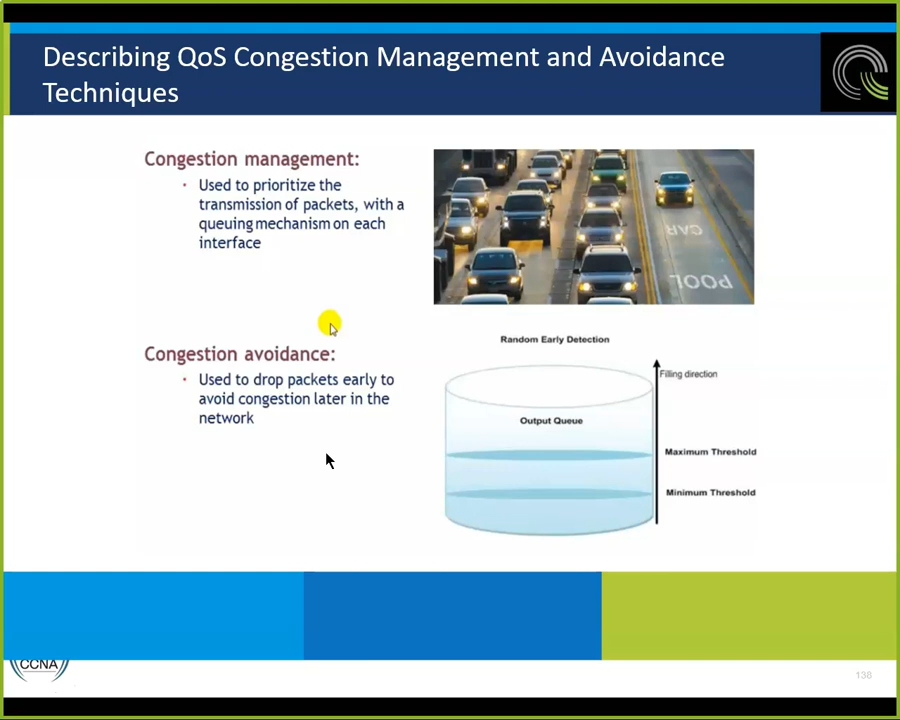 Describing QoS Congestion Management and Avoidance
Techniques
Congestion management:
· Used to prioritize the
transmission of packets, with a
queuing mechanism on each
interface
CAR
POOL
Congestion avoidance:
· Used to drop packets early to
avoid congestion later in the
network
Random Early Detection
Filling direction
Output Queue
Maximum Threshold
Minimum Threshold
CCNA
138